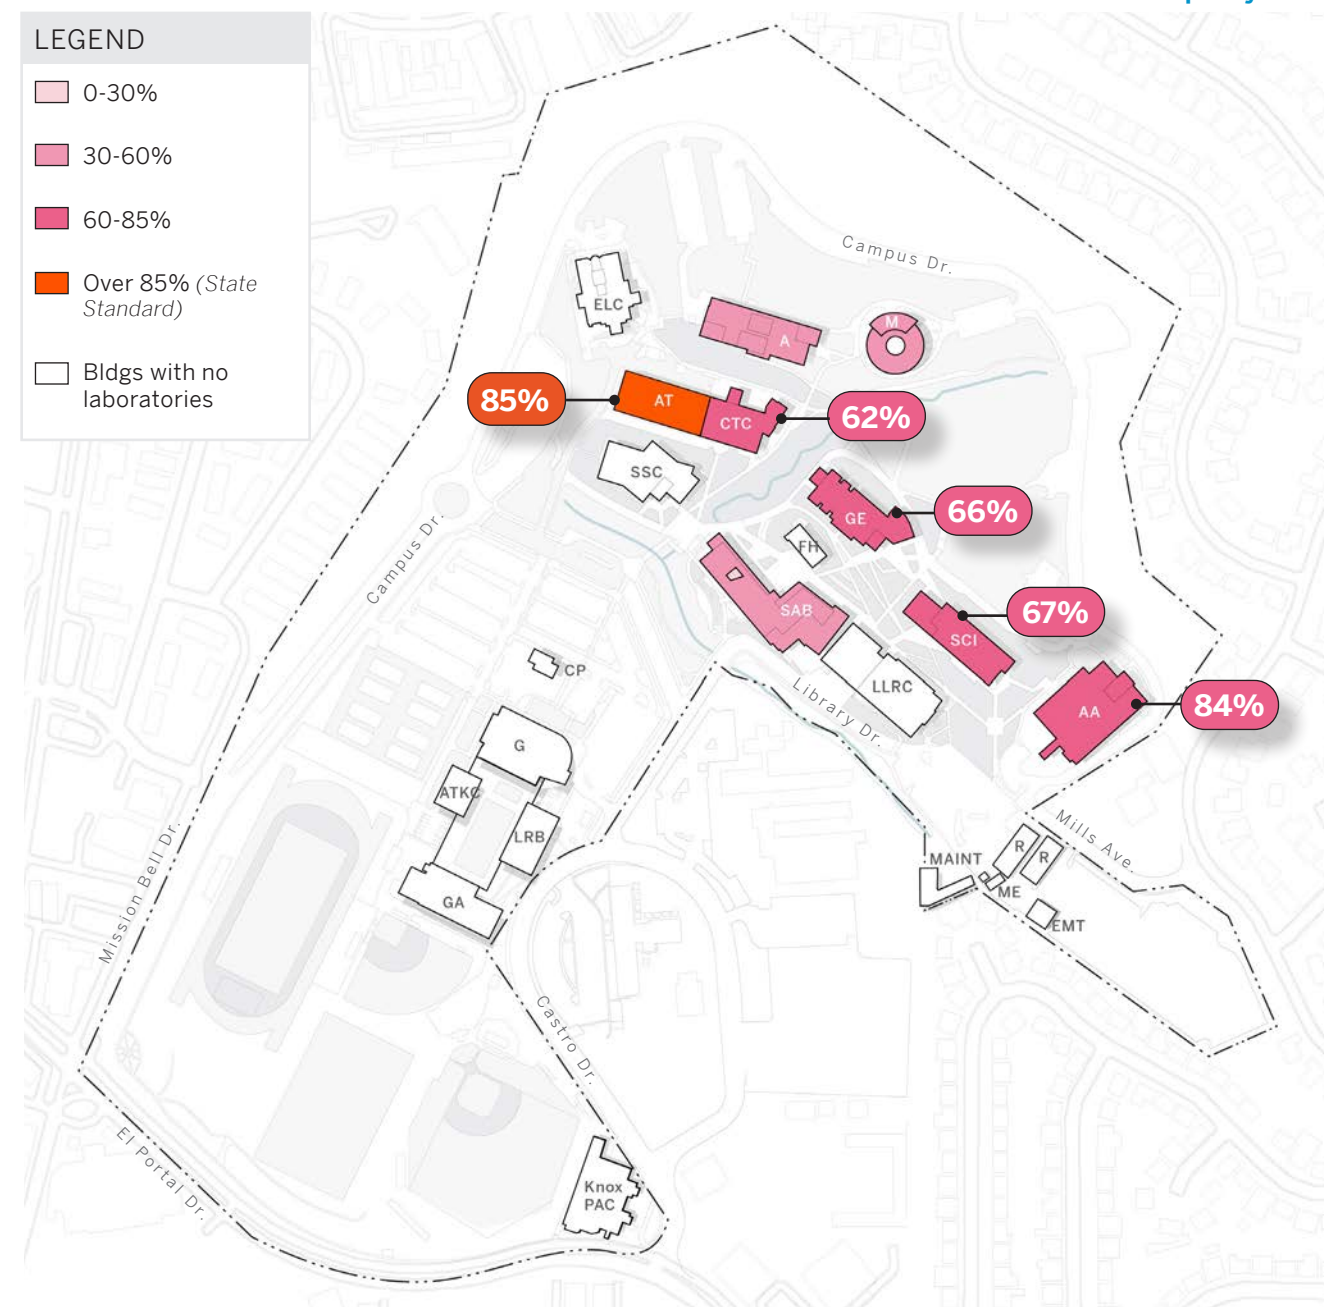 LEGEND
0-30%
30-60%
60-85%
Over 85% (State
Standard)
Bldgs with no
laboratories
Campus Dr.
ELC
M
A
85%
AT
CTC
62%
SSC
GE
66%
FH
Campus Dr.
SAB
67%
SCI
CP
LLRC
Library Dr.
AA
84%
G
ATKC
LRB
GA
Mission Bell Dr.
Mills Ave.
R
R
MAINT
ME
EMT
Castro Dr.
El Portal Dr.
Knox
PAC